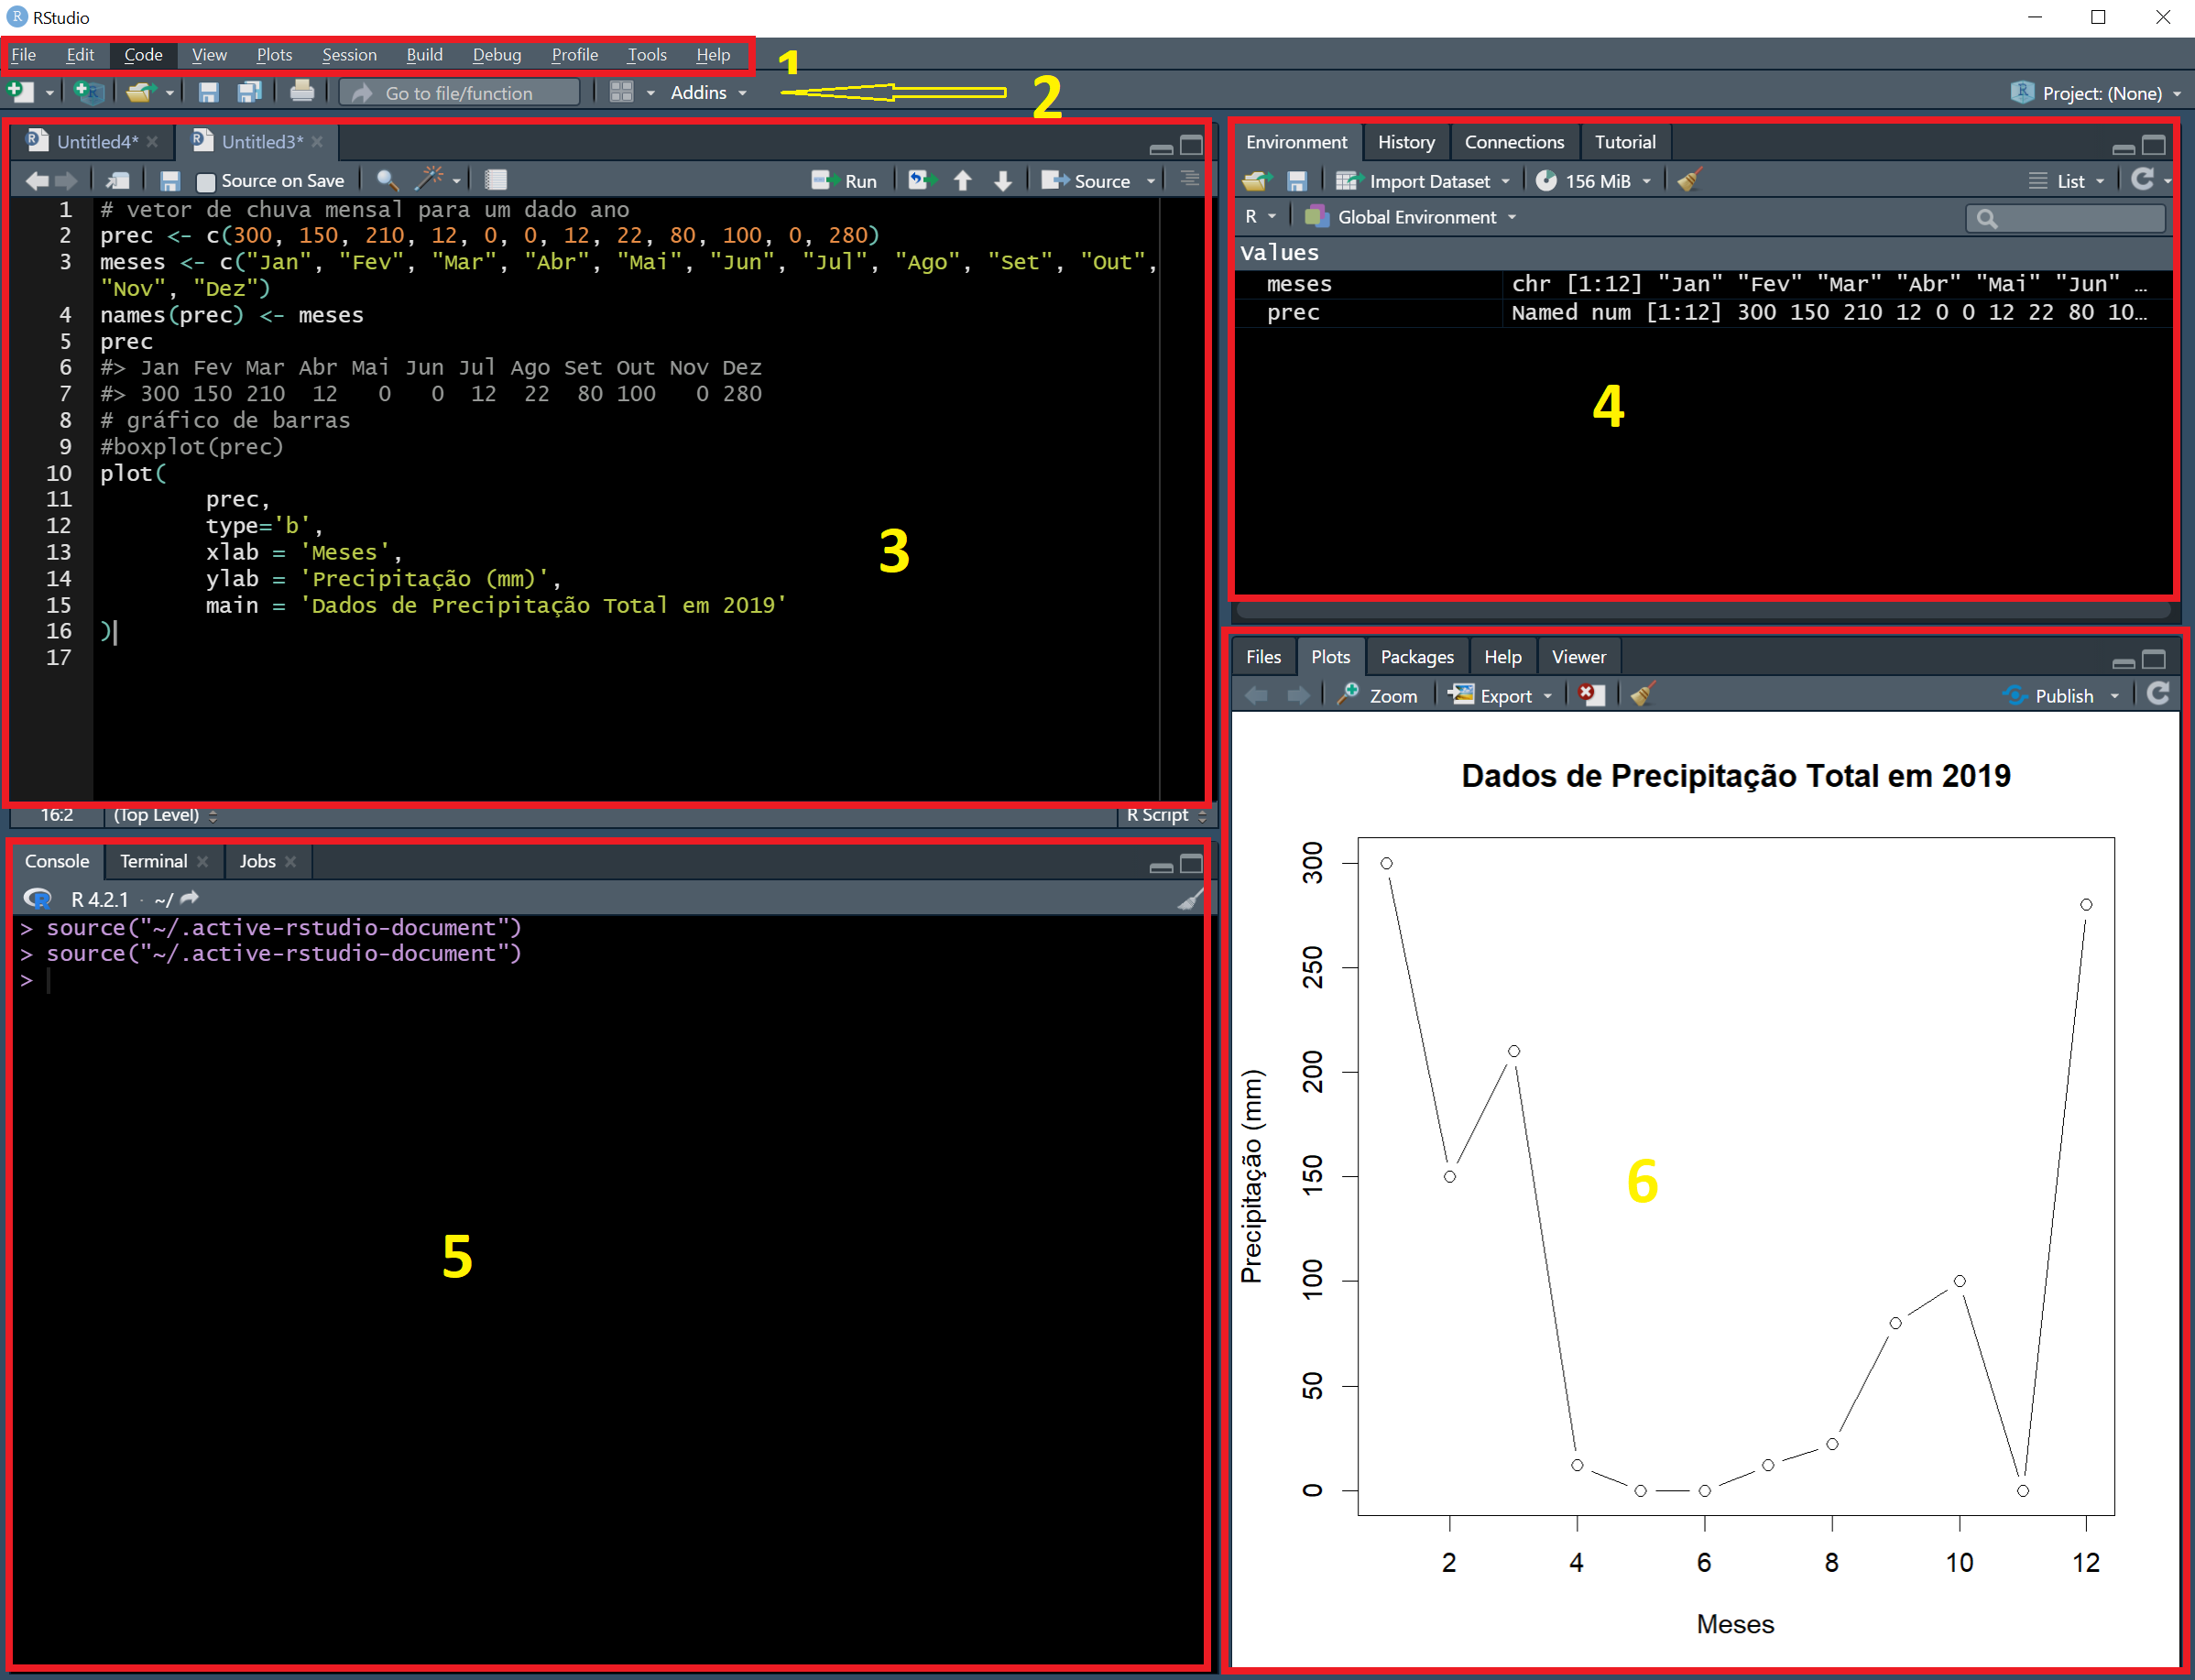 RStudio
File Edit Code View Plots Session Build Debug Profile Tools Help
1
Go to file/function Addins
2
Project: (None)
Untitled4* Untitled3*
Source on Save Run Source
1 # vetor de chuva mensal para um dado ano
2 prec <- c(300, 150, 210, 12, 0, 0, 12, 22, 80, 100, 0, 280)
3 meses <- c("Jan", "Fev", "Mar", "Abr", "Mai", "Jun", "Jul", "Ago", "Set", "Out",
"Nov", "Dez")
4 names(prec) <- meses
5 prec
6 #> Jan Fev Mar Abr Mai Jun Jul Ago Set Out Nov Dez
7 #> 300 150 210  12   0   0  12  22  80 100   0 280
8 # gráfico de barras
9 #boxplot(prec)
10 plot(
11 prec,
12 type='b',
13 xlab = 'Meses',
14 ylab = 'Precipitação (mm)',
15 main = 'Dados de Precipitação Total em 2019'
16 )
17
3
16:2 (Top Level) R Script
Environment History Connections Tutorial
Import Dataset 156 MiB List
R Global Environment
Values
meses chr [1:12] "Jan" "Fev" "Mar" "Abr" "Mai" "Jun" ...
prec Named num [1:12] 300 150 210 12 0 0 12 22 80 10...
4
Console Terminal Jobs
R 4.2.1 · ~/
> source("~/.active-rstudio-document")
> source("~/.active-rstudio-document")
>
5
Files Plots Packages Help Viewer
Zoom Export Publish
Dados de Precipitação Total em 2019
Precipitação (mm)
300
250
200
150
100
50
0
6
2 4 6 8 10 12
Meses